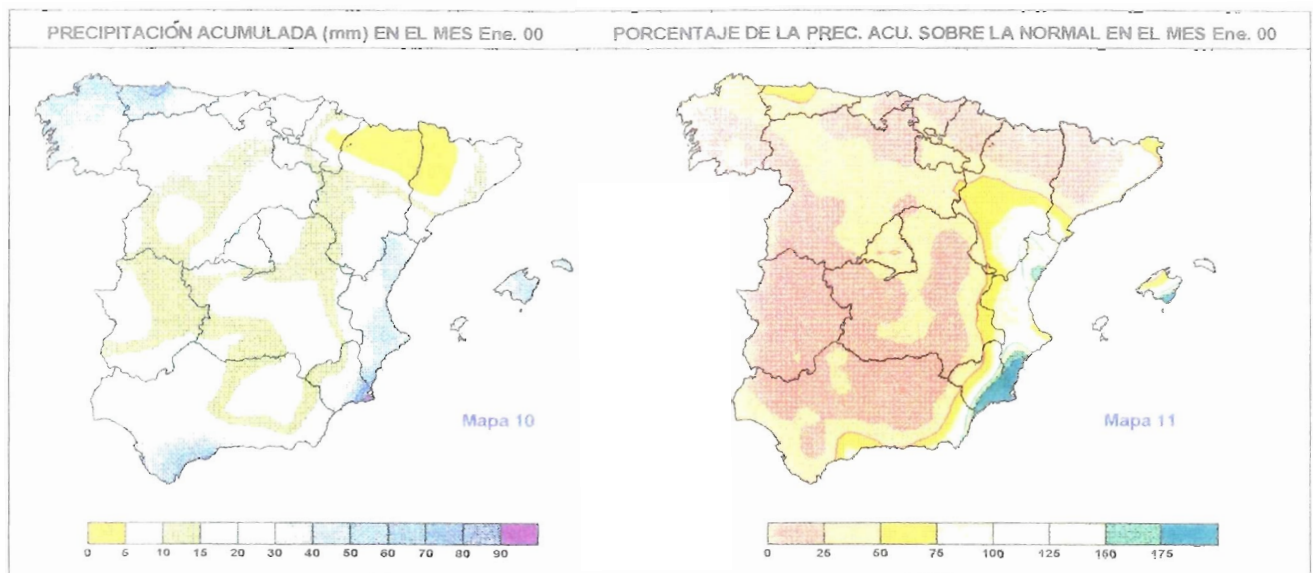 PRECIPITACIÓN ACUMULADA (mm) EN EL MES Ene. 00
PORCENTAJE DE LA PREC. ACU. SOBRE LA NORMAL EN EL MES Ene. 00
Mapa 10
Mapa 11
0 5 10 15 20 30 40 50 60 70 80 90
0 25 50 75 100 125 150 175